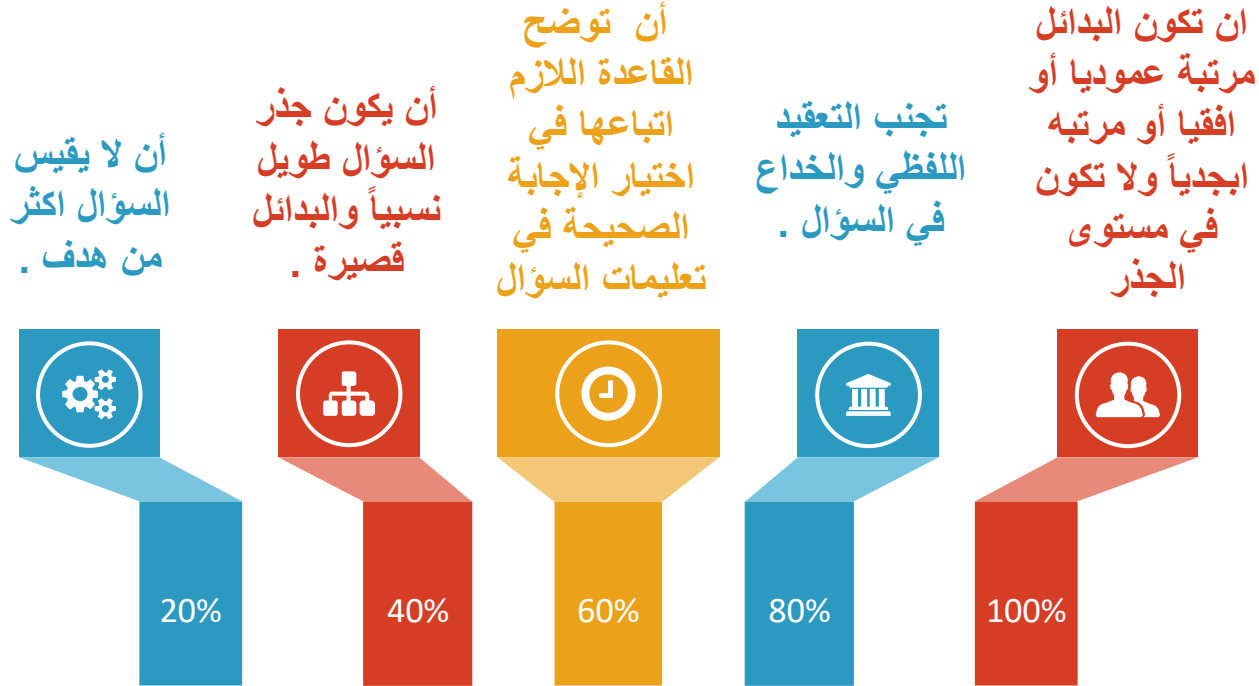 ان تكون البدائل
مرتبة عموديا أو
افقيا أو مرتبه
ابجدياً ولا تكون
في مستوى
الجذر
تجنب التعقيد
اللفظي والخداع
في السؤال .
أن توضح
القاعدة اللازم
اتباعها في
اختيار الإجابة
الصحيحة في
تعليمات السؤال
أن يكون جذر
السؤال طويل
نسبياً والبدائل
قصيرة .
أن لا يقيس
السؤال اكثر
من هدف .
100%
80%
60%
40%
20%